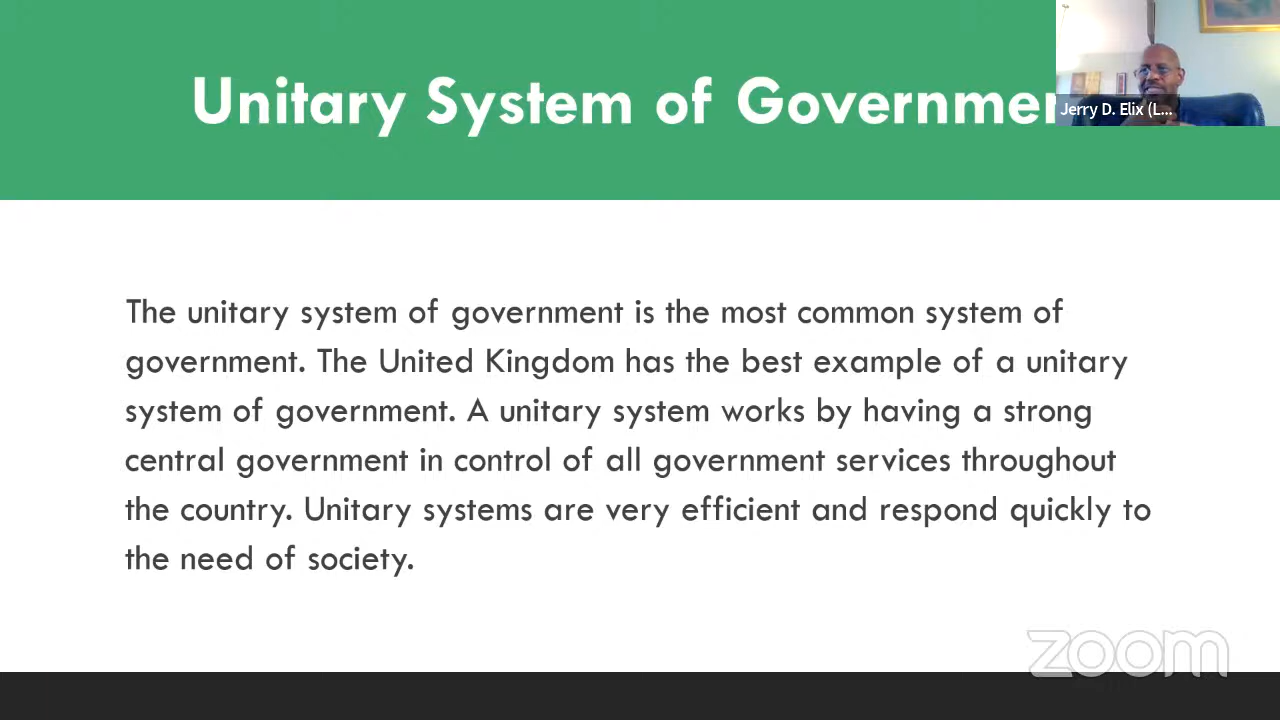 Unitary System of Governmen
Jerry D. Elix (L...
The unitary system of government is the most common system of
government. The United Kingdom has the best example of a unitary
system of government. A unitary system works by having a strong
central government in control of all government services throughout
the country. Unitary systems are very efficient and respond quickly to
the need of society.
zoom